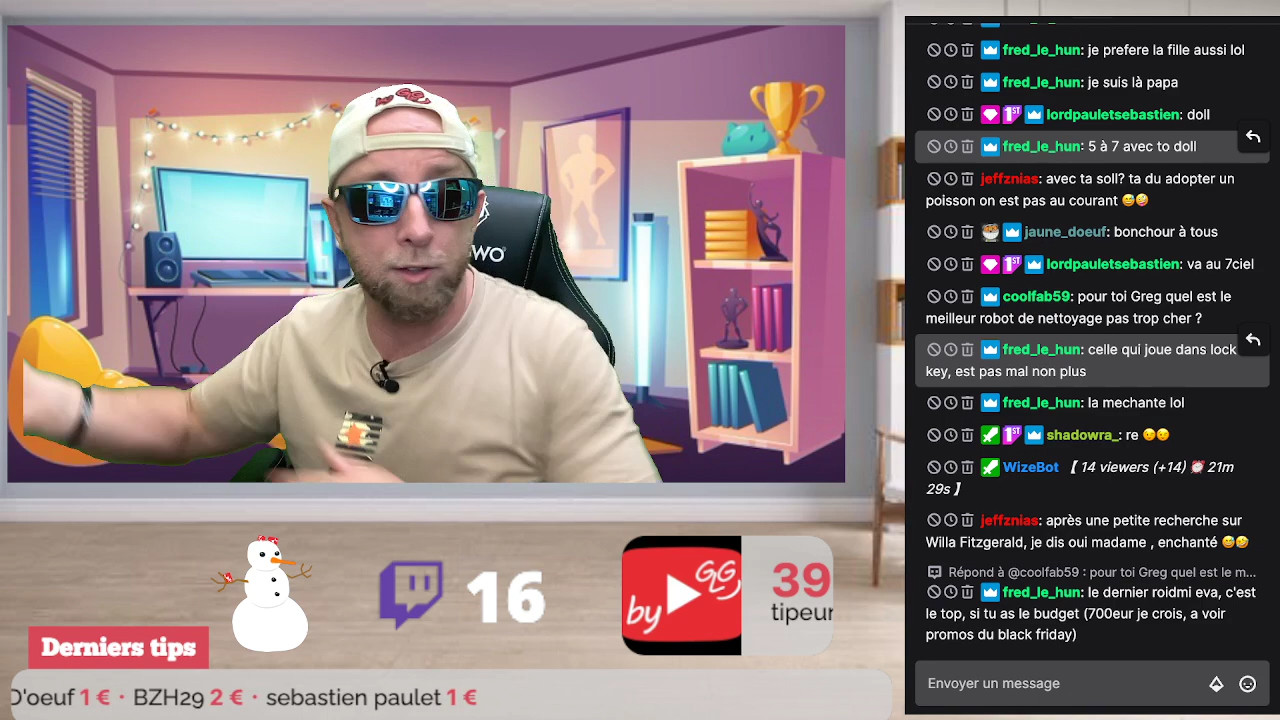 fred_le_hun: je prefere la fille aussi lol
fred_le_hun: je suis là papa
1ST lordpauletsebastien: doll
fred_le_hun: 5 à 7 avec to doll
jeffznias: avec ta soll? ta du adopter un
poisson on est pas au courant 😅🤪
jaune_doeuf: bonchour à tous
1ST lordpauletsebastien: va au 7ciel
coolfab59: pour toi Greg quel est le
meilleur robot de nettoyage pas trop cher ?
fred_le_hun: celle qui joue dans lock
key, est pas mal non plus
fred_le_hun: la mechante lol
1ST shadowra_: re 😉😉
WizeBot 【 14 viewers (+14) ⏰ 21m
29s 】
jeffznias: après une petite recherche sur
Willa Fitzgerald, je dis oui madame , enchanté 😅🤣
Répond à @coolfab59 : pour toi Greg quel est le m...
fred_le_hun: le dernier roidmi eva, c'est
le top, si tu as le budget (700eur je crois, a voir
promos du black friday)
Envoyer un message
by GG
WO
16
by GG
39
tipeur
Derniers tips
D'oeuf 1 € · BZH29 2 € · sebastien paulet 1 €